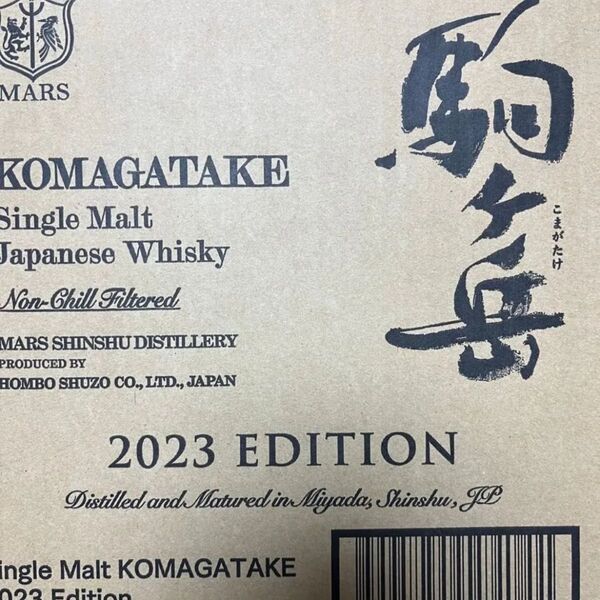 MARS
KOMAGATAKE
Single Malt
Japanese Whisky
Non-Chill Filtered
MARS SHINSHU DISTILLERY
PRODUCED BY
HOMBO SHUZO CO., LTD., JAPAN
駒ヶ岳
こまがたけ
2023 EDITION
Distilled and Matured in Miyada, Shinshu, JP
ingle Malt KOMAGATAKE
023 Edition